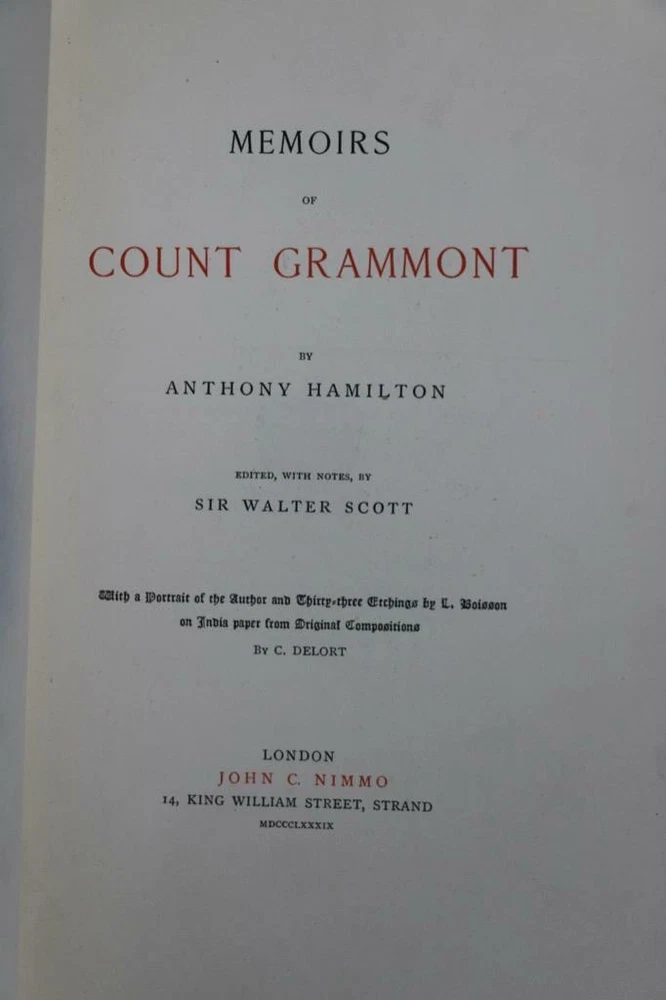 MEMOIRS
OF
COUNT GRAMMONT
BY
ANTHONY HAMILTON
EDITED, WITH NOTES, BY
SIR WALTER SCOTT
With a Portrait of the Author and Thirty-three Etchings by L. Boisson
on India paper from Original Compositions
BY C. DELORT
LONDON
JOHN C. NIMMO
14, KING WILLIAM STREET, STRAND
MDCCCLXXXIX